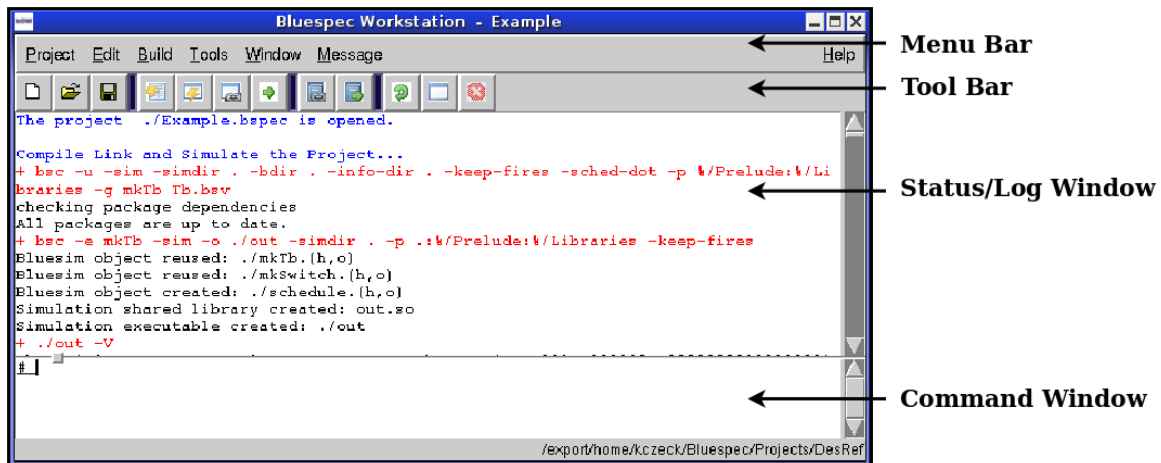 Bluespec Workstation - Example
Project Edit Build Tools Window Message Help
Menu Bar
Tool Bar
The project ./Example.bspec is opened.
Compile Link and Simulate the Project...
+ bsc -u -sim -simdir . -bdir . -info-dir . -keep-fires -sched-dot -p %/Prelude:%/Li
braries -g mkTb Tb.bsv
checking package dependencies
All packages are up to date.
+ bsc -e mkTb -sim -o ./out -simdir . -p .:%/Prelude:%/Libraries -keep-fires
Bluesim object reused: ./mkTb.{h,o}
Bluesim object reused: ./mkSwitch.{h,o}
Bluesim object created: ./schedule.{h,o}
Simulation shared library created: out.so
Simulation executable created: ./out
+ ./out -V
Status/Log Window
#
Command Window
/export/home/kczeck/Bluespec/Projects/DesRef